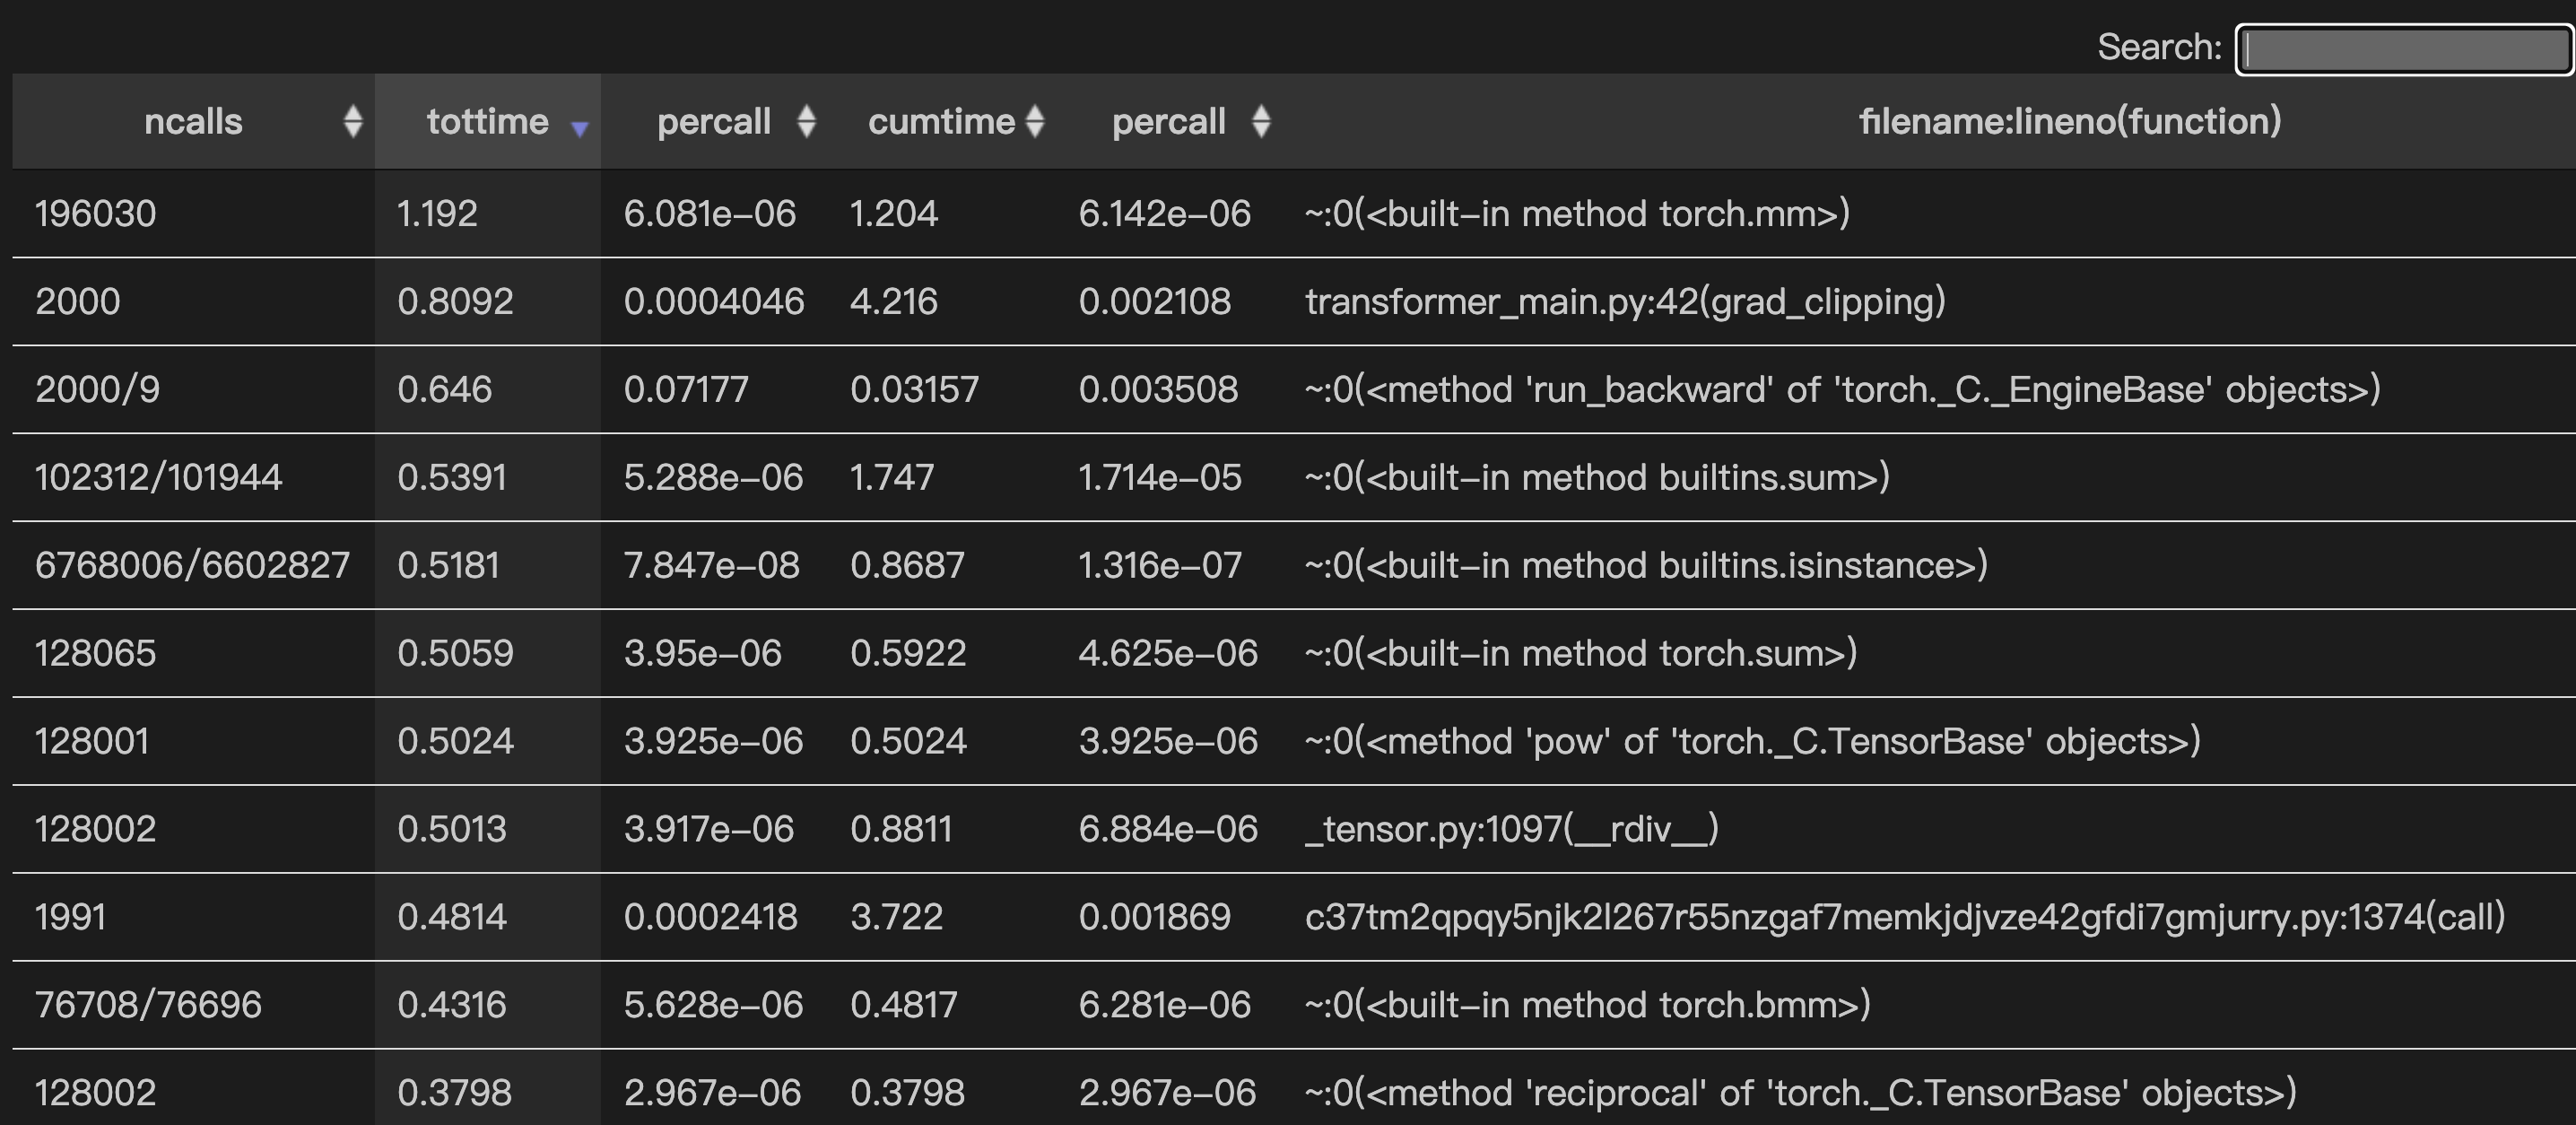 Search:
ncalls tottime percall cumtime percall filename:lineno(function)
196030 1.192 6.081e-06 1.204 6.142e-06 ~:0(<built-in method torch.mm>)
2000 0.8092 0.0004046 4.216 0.002108 transformer_main.py:42(grad_clipping)
2000/9 0.646 0.07177 0.03157 0.003508 ~:0(<method 'run_backward' of 'torch._C._EngineBase' objects>)
102312/101944 0.5391 5.288e-06 1.747 1.714e-05 ~:0(<built-in method builtins.sum>)
6768006/6602827 0.5181 7.847e-08 0.8687 1.316e-07 ~:0(<built-in method builtins.isinstance>)
128065 0.5059 3.95e-06 0.5922 4.625e-06 ~:0(<built-in method torch.sum>)
128001 0.5024 3.925e-06 0.5024 3.925e-06 ~:0(<method 'pow' of 'torch._C.TensorBase' objects>)
128002 0.5013 3.917e-06 0.8811 6.884e-06 _tensor.py:1097(__rdiv__)
1991 0.4814 0.0002418 3.722 0.001869 c37tm2qpqy5njk2l267r55nzgaf7memkjdjvze42gfdi7gmjurry.py:1374(call)
76708/76696 0.4316 5.628e-06 0.4817 6.281e-06 ~:0(<built-in method torch.bmm>)
128002 0.3798 2.967e-06 0.3798 2.967e-06 ~:0(<method 'reciprocal' of 'torch._C.TensorBase' objects>)